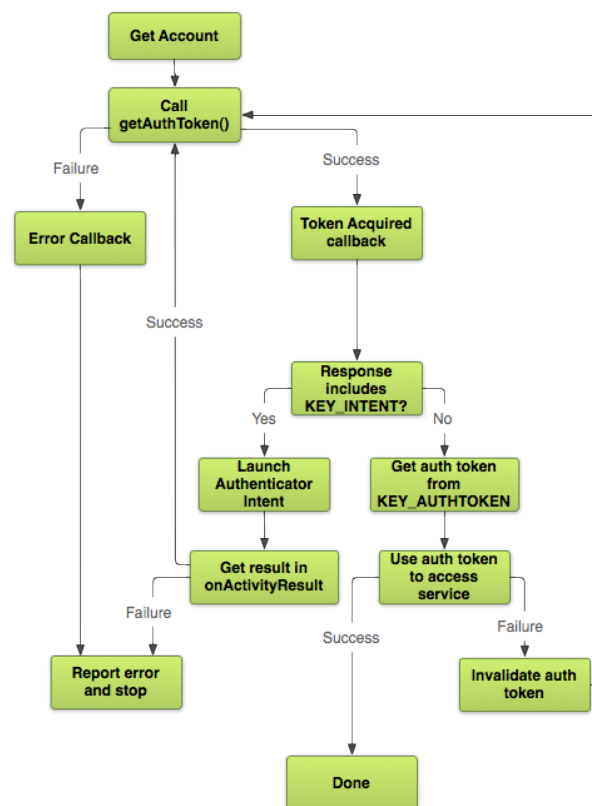 Get Account
Call
getAuthToken()
Failure
Success
Error Callback
Token Acquired
callback
Success
Response
includes
KEY_INTENT?
Yes
No
Launch
Authenticator
Intent
Get auth token
from
KEY_AUTHTOKEN
Get result in
onActivityResult
Use auth token
to access
service
Failure
Success
Failure
Report error
and stop
Invalidate auth
token
Done